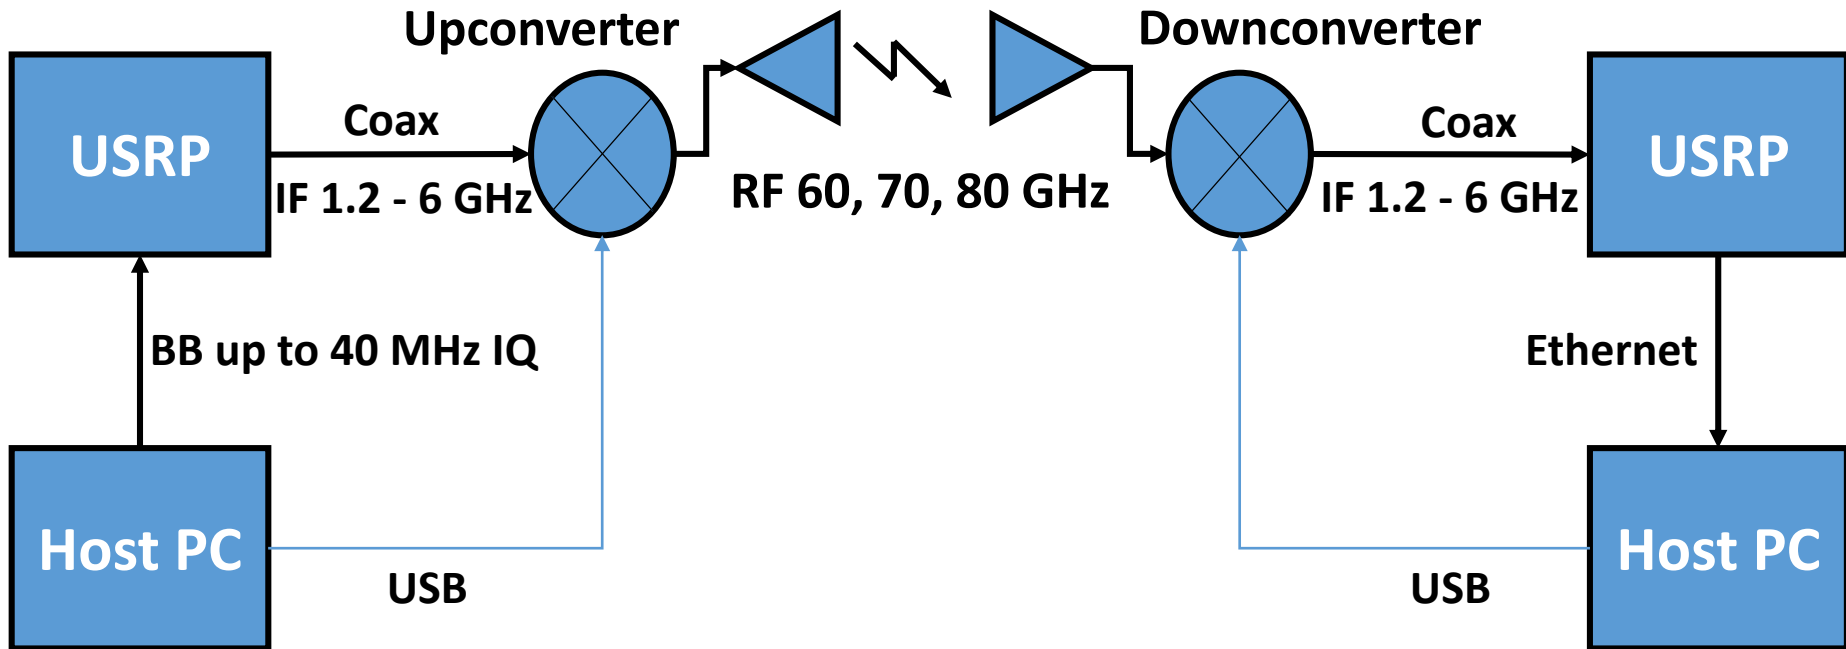 Upconverter
Downconverter
USRP
Coax
IF 1.2 - 6 GHz
RF 60, 70, 80 GHz
Coax
IF 1.2 - 6 GHz
USRP
BB up to 40 MHz IQ
Ethernet
Host PC
USB
USB
Host PC